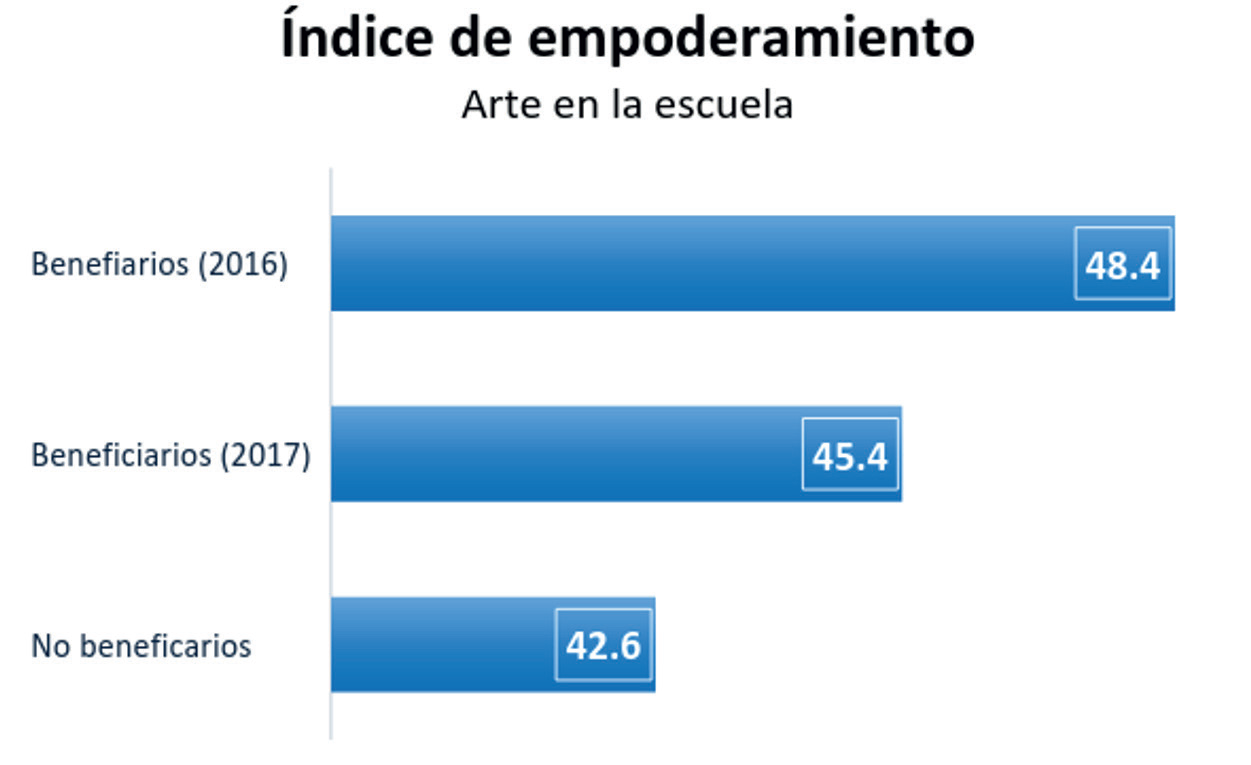 Índice de empoderamiento
Arte en la escuela
Benefiarios (2016)
48.4
Beneficiarios (2017)
45.4
No beneficarios
42.6